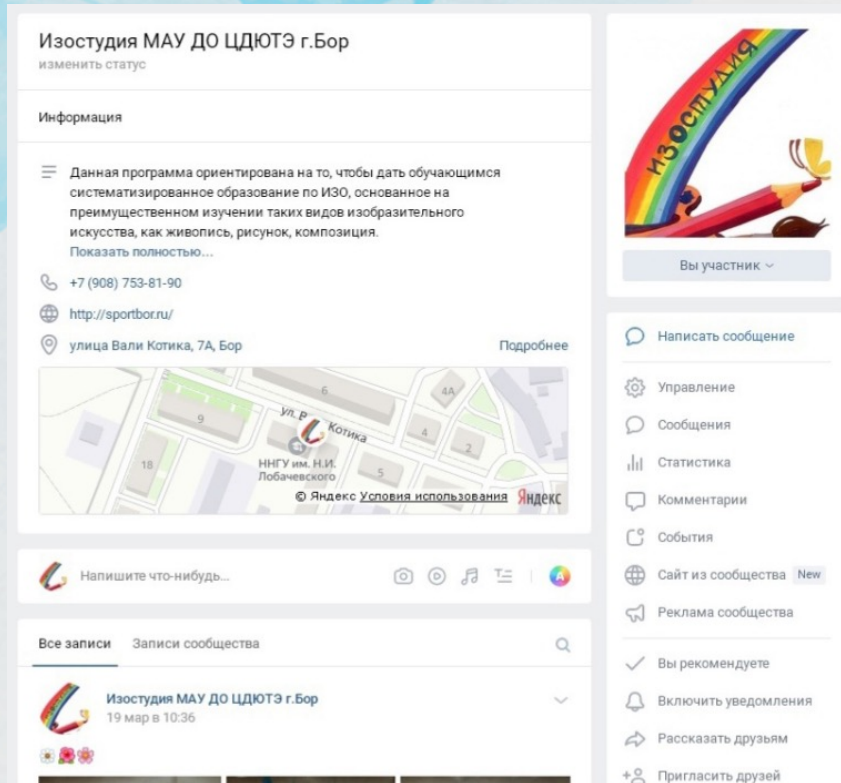 Изостудия МАУ ДО ЦДЮТЭ г.Бор
изменить статус
Информация
Данная программа ориентирована на то, чтобы дать обучающимся
систематизированное образование по ИЗО, основанное на
преимущественном изучении таких видов изобразительного
искусства, как живопись, рисунок, композиция.
Показать полностью...
+7 (908) 753-81-90
http://sportbor.ru/
улица Вали Котика, 7А, Бор
Подробнее
6
4А
9
ул. В
Котика
4
2
18
ННГУ им. Н.И.
Лобачевского
5
© Яндекс Условия использования Яндекс
Напишите что-нибудь...
Все записи
Записи сообщества
Изостудия МАУ ДО ЦДЮТЭ г.Бор
19 мар в 10:36
изостудия
Вы участник
Написать сообщение
Управление
Сообщения
Статистика
Комментарии
События
Сайт из сообщества New
Реклама сообщества
Вы рекомендуете
Включить уведомления
Рассказать друзьям
Пригласить друзей